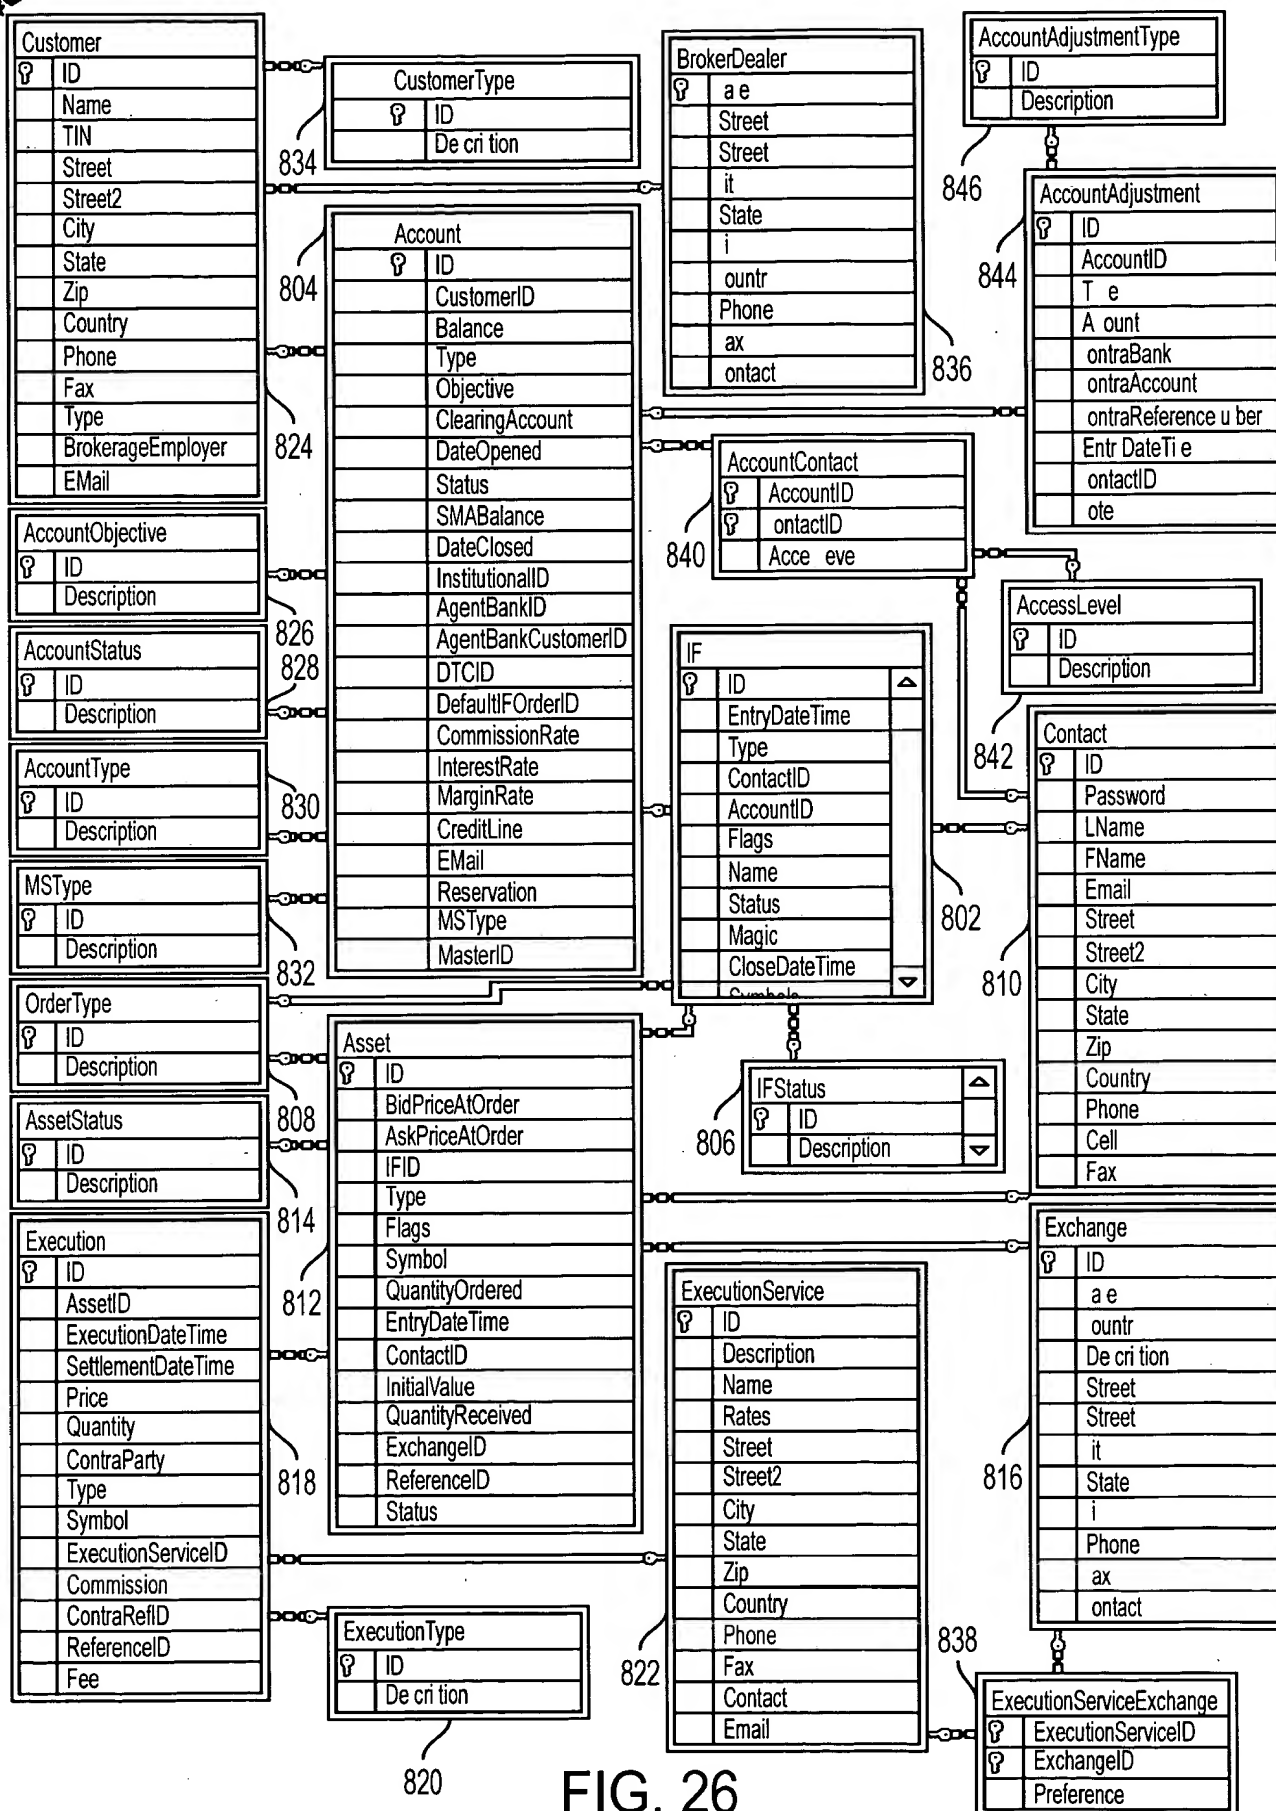 Customer
ID
Name
TIN
Street
Street2
City
State
Zip
Country
Phone
Fax
Type
BrokerageEmployer
EMail
824
CustomerType
ID
De cri tion
834
BrokerDealer
a e
Street
Street
it
State
i
ountr
Phone
ax
ontact
836
AccountAdjustmentType
ID
Description
846
AccountAdjustment
ID
AccountID
T e
A ount
ontraBank
ontraAccount
ontraReference u ber
Entr DateTi e
ontactID
ote
844
Account
ID
CustomerID
Balance
Type
Objective
ClearingAccount
DateOpened
Status
SMABalance
DateClosed
InstitutionalID
AgentBankID
AgentBankCustomerID
DTCID
DefaultIFOrderID
CommissionRate
InterestRate
MarginRate
CreditLine
EMail
Reservation
MSType
MasterID
804
AccountContact
AccountID
ontactID
Acce eve
840
AccessLevel
ID
Description
842
AccountObjective
ID
Description
826
AccountStatus
ID
Description
828
AccountType
ID
Description
830
MSType
ID
Description
832
OrderType
ID
Description
808
AssetStatus
ID
Description
814
IF
ID
EntryDateTime
Type
ContactID
AccountID
Flags
Name
Status
Magic
CloseDateTime
Symbols
802
IFStatus
ID
Description
806
Contact
ID
Password
LName
FName
Email
Street
Street2
City
State
Zip
Country
Phone
Cell
Fax
810
Asset
ID
BidPriceAtOrder
AskPriceAtOrder
IFID
Type
Flags
Symbol
QuantityOrdered
EntryDateTime
ContactID
InitialValue
QuantityReceived
ExchangeID
ReferenceID
Status
812
Execution
ID
AssetID
ExecutionDateTime
SettlementDateTime
Price
Quantity
ContraParty
Type
Symbol
ExecutionServiceID
Commission
ContraRefID
ReferenceID
Fee
818
ExecutionType
ID
De cri tion
820
ExecutionService
ID
Description
Name
Rates
Street
Street2
City
State
Zip
Country
Phone
Fax
Contact
Email
822
Exchange
ID
a e
ountr
De cri tion
Street
Street
it
State
i
Phone
ax
ontact
816
ExecutionServiceExchange
ExecutionServiceID
ExchangeID
Preference
838
FIG. 26